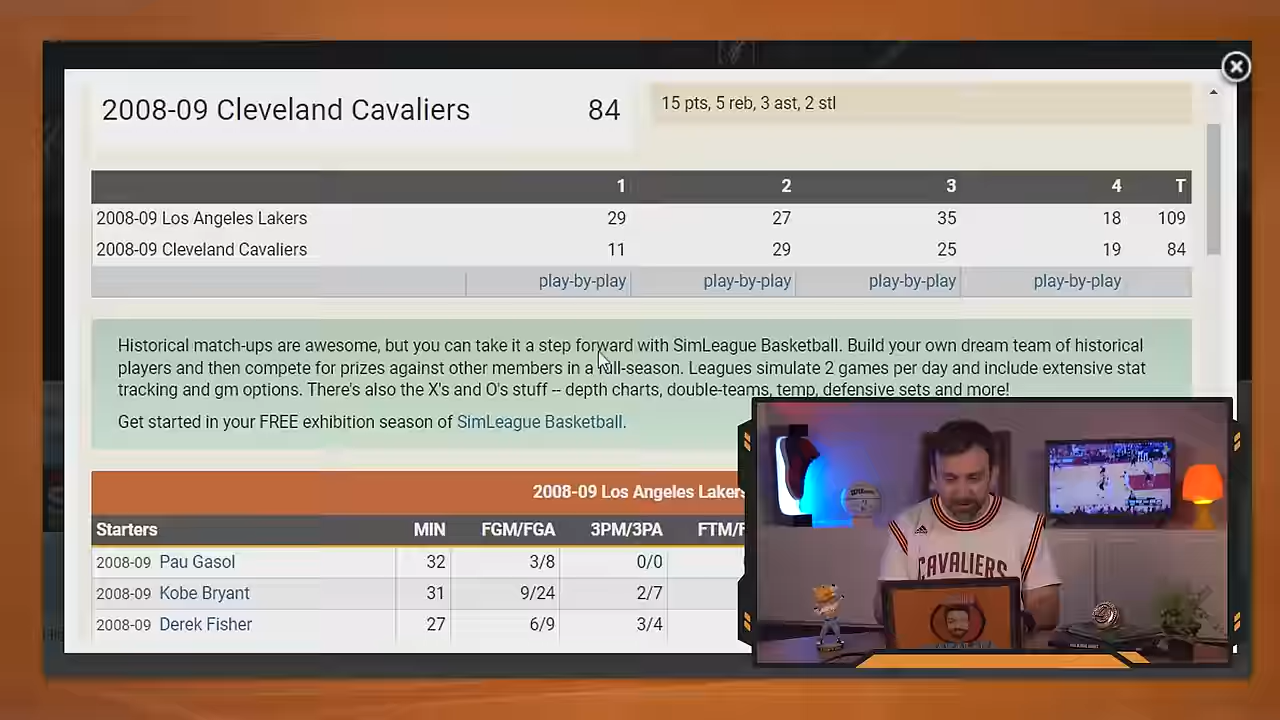 2008-09 Cleveland Cavaliers 84
15 pts, 5 reb, 3 ast, 2 stl
1 2 3 4 T
2008-09 Los Angeles Lakers 29 27 35 18 109
2008-09 Cleveland Cavaliers 11 29 25 19 84
play-by-play play-by-play play-by-play play-by-play
Historical match-ups are awesome, but you can take it a step forward with SimLeague Basketball. Build your own dream team of historical
players and then compete for prizes against other members in a full-season. Leagues simulate 2 games per day and include extensive stat
tracking and gm options. There's also the X's and O's stuff -- depth charts, double-teams, temp, defensive sets and more!
Get started in your FREE exhibition season of SimLeague Basketball.
2008-09 Los Angeles Lakers
Starters MIN FGM/FGA 3PM/3PA FTM/F
2008-09 Pau Gasol 32 3/8 0/0
2008-09 Kobe Bryant 31 9/24 2/7
2008-09 Derek Fisher 27 6/9 3/4
CAVALIERS